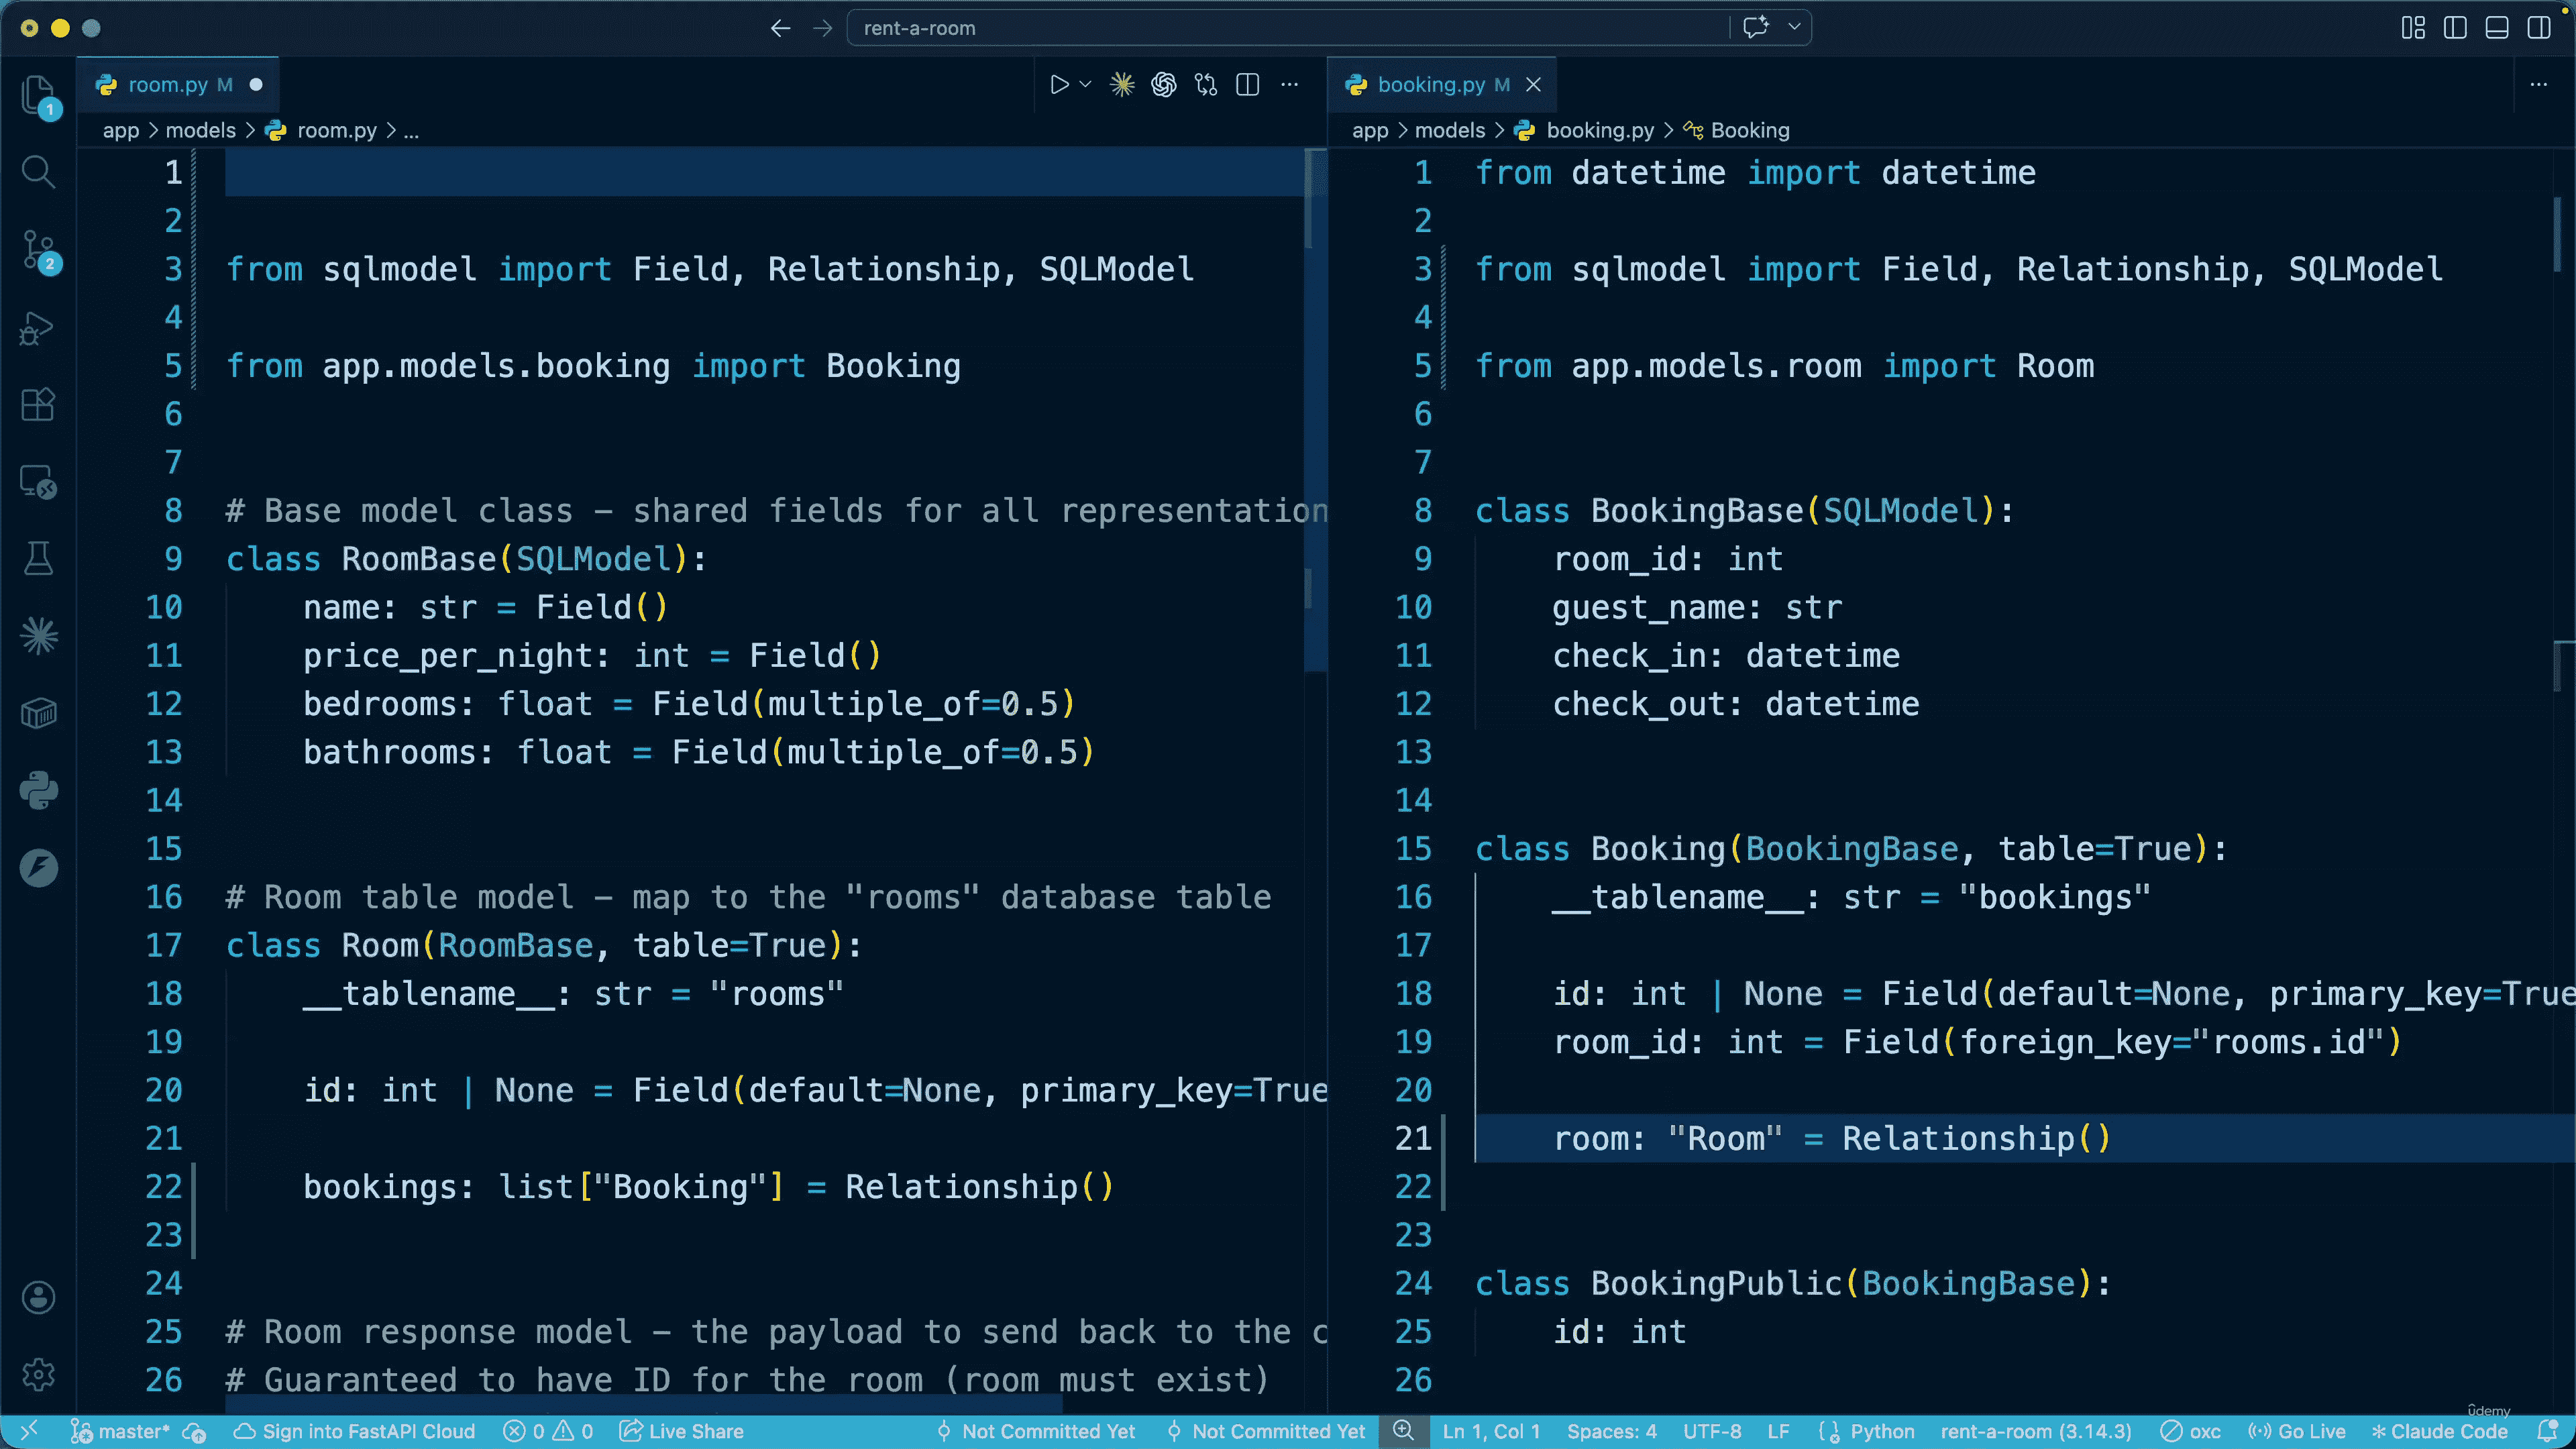 rent-a-room
room.py M
booking.py M
app > models > room.py > ...
app > models > booking.py > Booking
1
2
3 from sqlmodel import Field, Relationship, SQLModel
4
5 from app.models.booking import Booking
6
7
8 # Base model class – shared fields for all representation
9 class RoomBase(SQLModel):
10 name: str = Field()
11 price_per_night: int = Field()
12 bedrooms: float = Field(multiple_of=0.5)
13 bathrooms: float = Field(multiple_of=0.5)
14
15
16 # Room table model – map to the "rooms" database table
17 class Room(RoomBase, table=True):
18 __tablename__: str = "rooms"
19
20 id: int | None = Field(default=None, primary_key=True
21
22 bookings: list["Booking"] = Relationship()
23
24
25 # Room response model – the payload to send back to the c
26 # Guaranteed to have ID for the room (room must exist)
1 from datetime import datetime
2
3 from sqlmodel import Field, Relationship, SQLModel
4
5 from app.models.room import Room
6
7
8 class BookingBase(SQLModel):
9 room_id: int
10 guest_name: str
11 check_in: datetime
12 check_out: datetime
13
14
15 class Booking(BookingBase, table=True):
16 __tablename__: str = "bookings"
17
18 id: int | None = Field(default=None, primary_key=True
19 room_id: int = Field(foreign_key="rooms.id")
20
21 room: "Room" = Relationship()
22
23
24 class BookingPublic(BookingBase):
25 id: int
26
1
2
ûdemy
master* Sign into FastAPI Cloud 0 0 Live Share Not Committed Yet Not Committed Yet Ln 1, Col 1 Spaces: 4 UTF-8 LF Python rent-a-room (3.14.3) oxc Go Live Claude Code